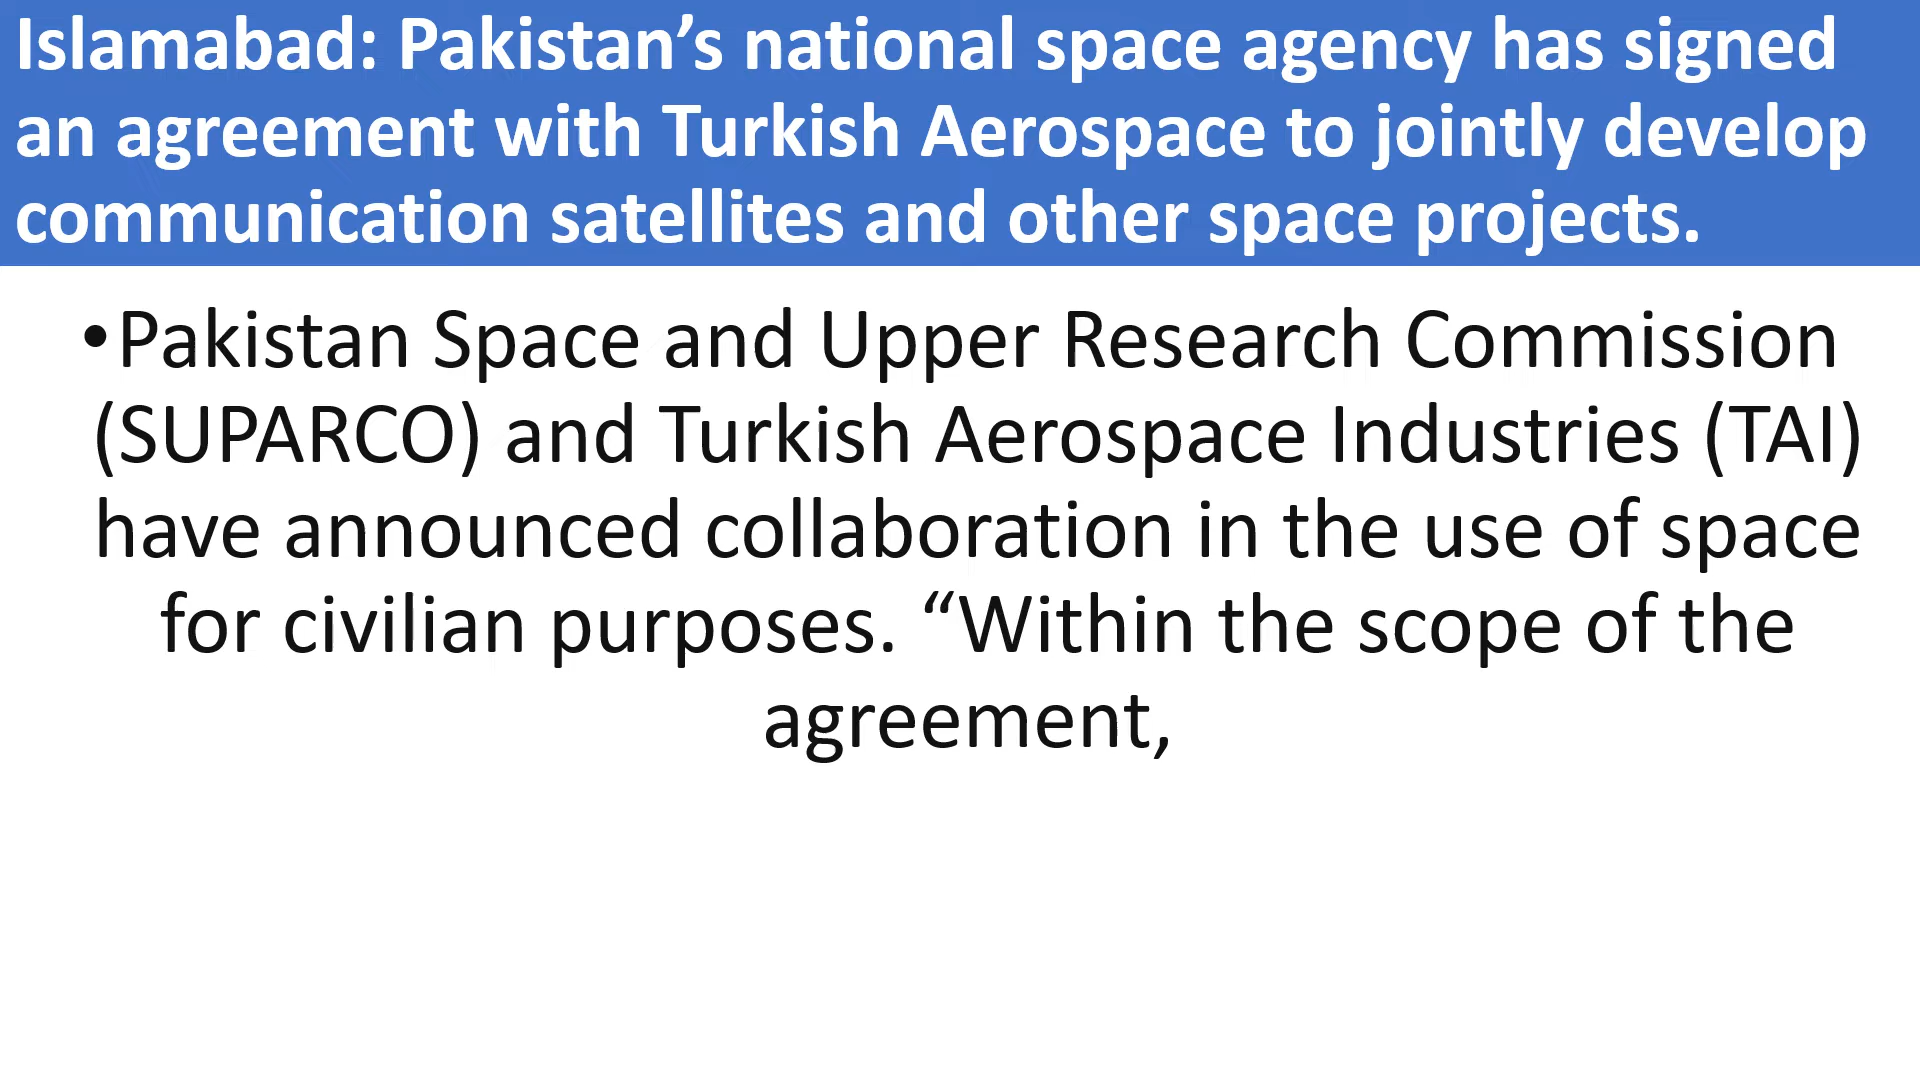 Islamabad: Pakistan’s national space agency has signed
an agreement with Turkish Aerospace to jointly develop
communication satellites and other space projects.
•Pakistan Space and Upper Research Commission
(SUPARCO) and Turkish Aerospace Industries (TAI)
have announced collaboration in the use of space
for civilian purposes. “Within the scope of the
agreement,